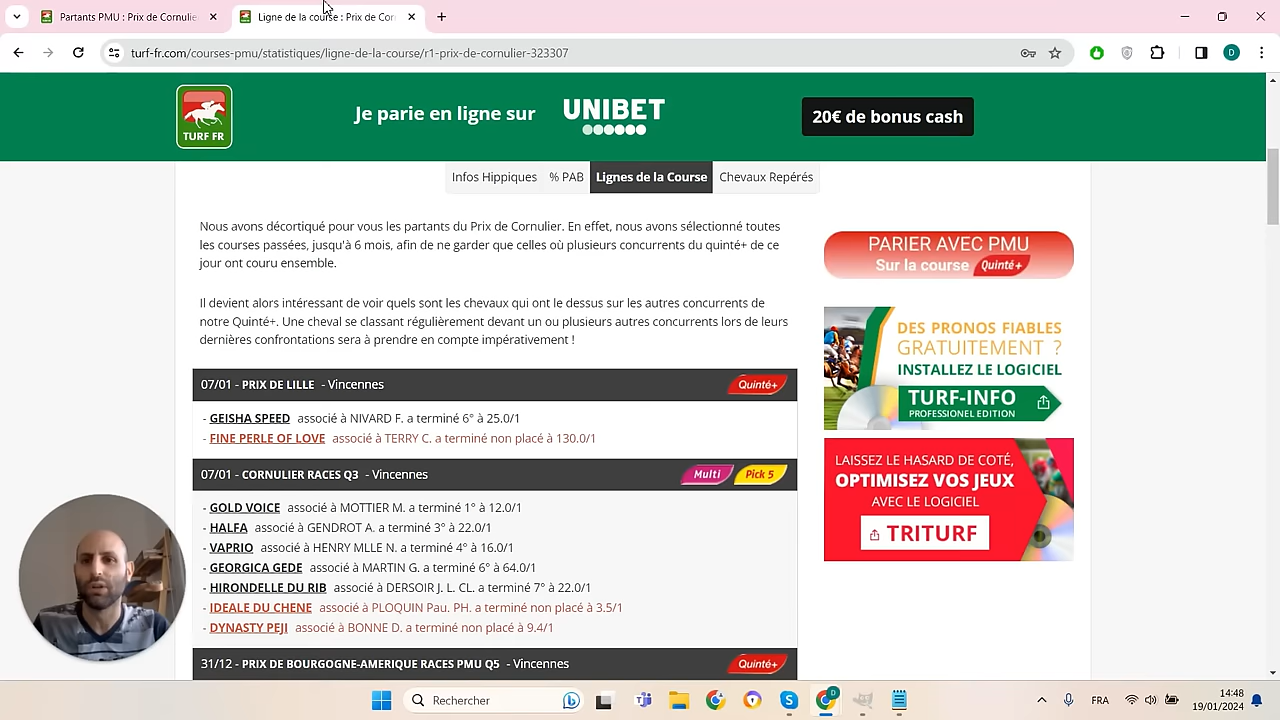 Partants PMU : Prix de Cornulie
Ligne de la course : Prix de Cor
turf-fr.com/courses-pmu/statistiques/ligne-de-la-course/r1-prix-de-cornulier-323307
D
TURF FR
Je parie en ligne sur
UNIBET
20€ de bonus cash
Infos Hippiques
% PAB
Lignes de la Course
Chevaux Repérés
Nous avons décortiqué pour vous les partants du Prix de Cornulier. En effet, nous avons sélectionné toutes
les courses passées, jusqu'à 6 mois, afin de ne garder que celles où plusieurs concurrents du quinté+ de ce
jour ont couru ensemble.
Il devient alors intéressant de voir quels sont les chevaux qui ont le dessus sur les autres concurrents de
notre Quinté+. Une cheval se classant régulièrement devant un ou plusieurs autres concurrents lors de leurs
dernières confrontations sera à prendre en compte impérativement !
07/01 - PRIX DE LILLE - Vincennes
Quinté+
- GEISHA SPEED associé à NIVARD F. a terminé 6° à 25.0/1
- FINE PERLE OF LOVE associé à TERRY C. a terminé non placé à 130.0/1
07/01 - CORNULIER RACES Q3 - Vincennes
Multi
Pick 5
- GOLD VOICE associé à MOTTIER M. a terminé 1° à 12.0/1
- HALFA associé à GENDROT A. a terminé 3° à 22.0/1
- VAPRIO associé à HENRY MLLE N. a terminé 4° à 16.0/1
- GEORGICA GEDE associé à MARTIN G. a terminé 6° à 64.0/1
- HIRONDELLE DU RIB associé à DERSOIR J. L. CL. a terminé 7° à 22.0/1
- IDEALE DU CHENE associé à PLOQUIN Pau. PH. a terminé non placé à 3.5/1
- DYNASTY PEJI associé à BONNE D. a terminé non placé à 9.4/1
31/12 - PRIX DE BOURGOGNE-AMERIQUE RACES PMU Q5 - Vincennes
Quinté+
PARIER AVEC PMU
Sur la course Quinté+
DES PRONOS FIABLES
GRATUITEMENT ?
INSTALLEZ LE LOGICIEL
TURF-INFO
PROFESSIONEL EDITION
LAISSEZ LE HASARD DE COTÉ,
OPTIMISEZ VOS JEUX
AVEC LE LOGICIEL
TRITURF
Rechercher
D
FRA
14:48
19/01/2024